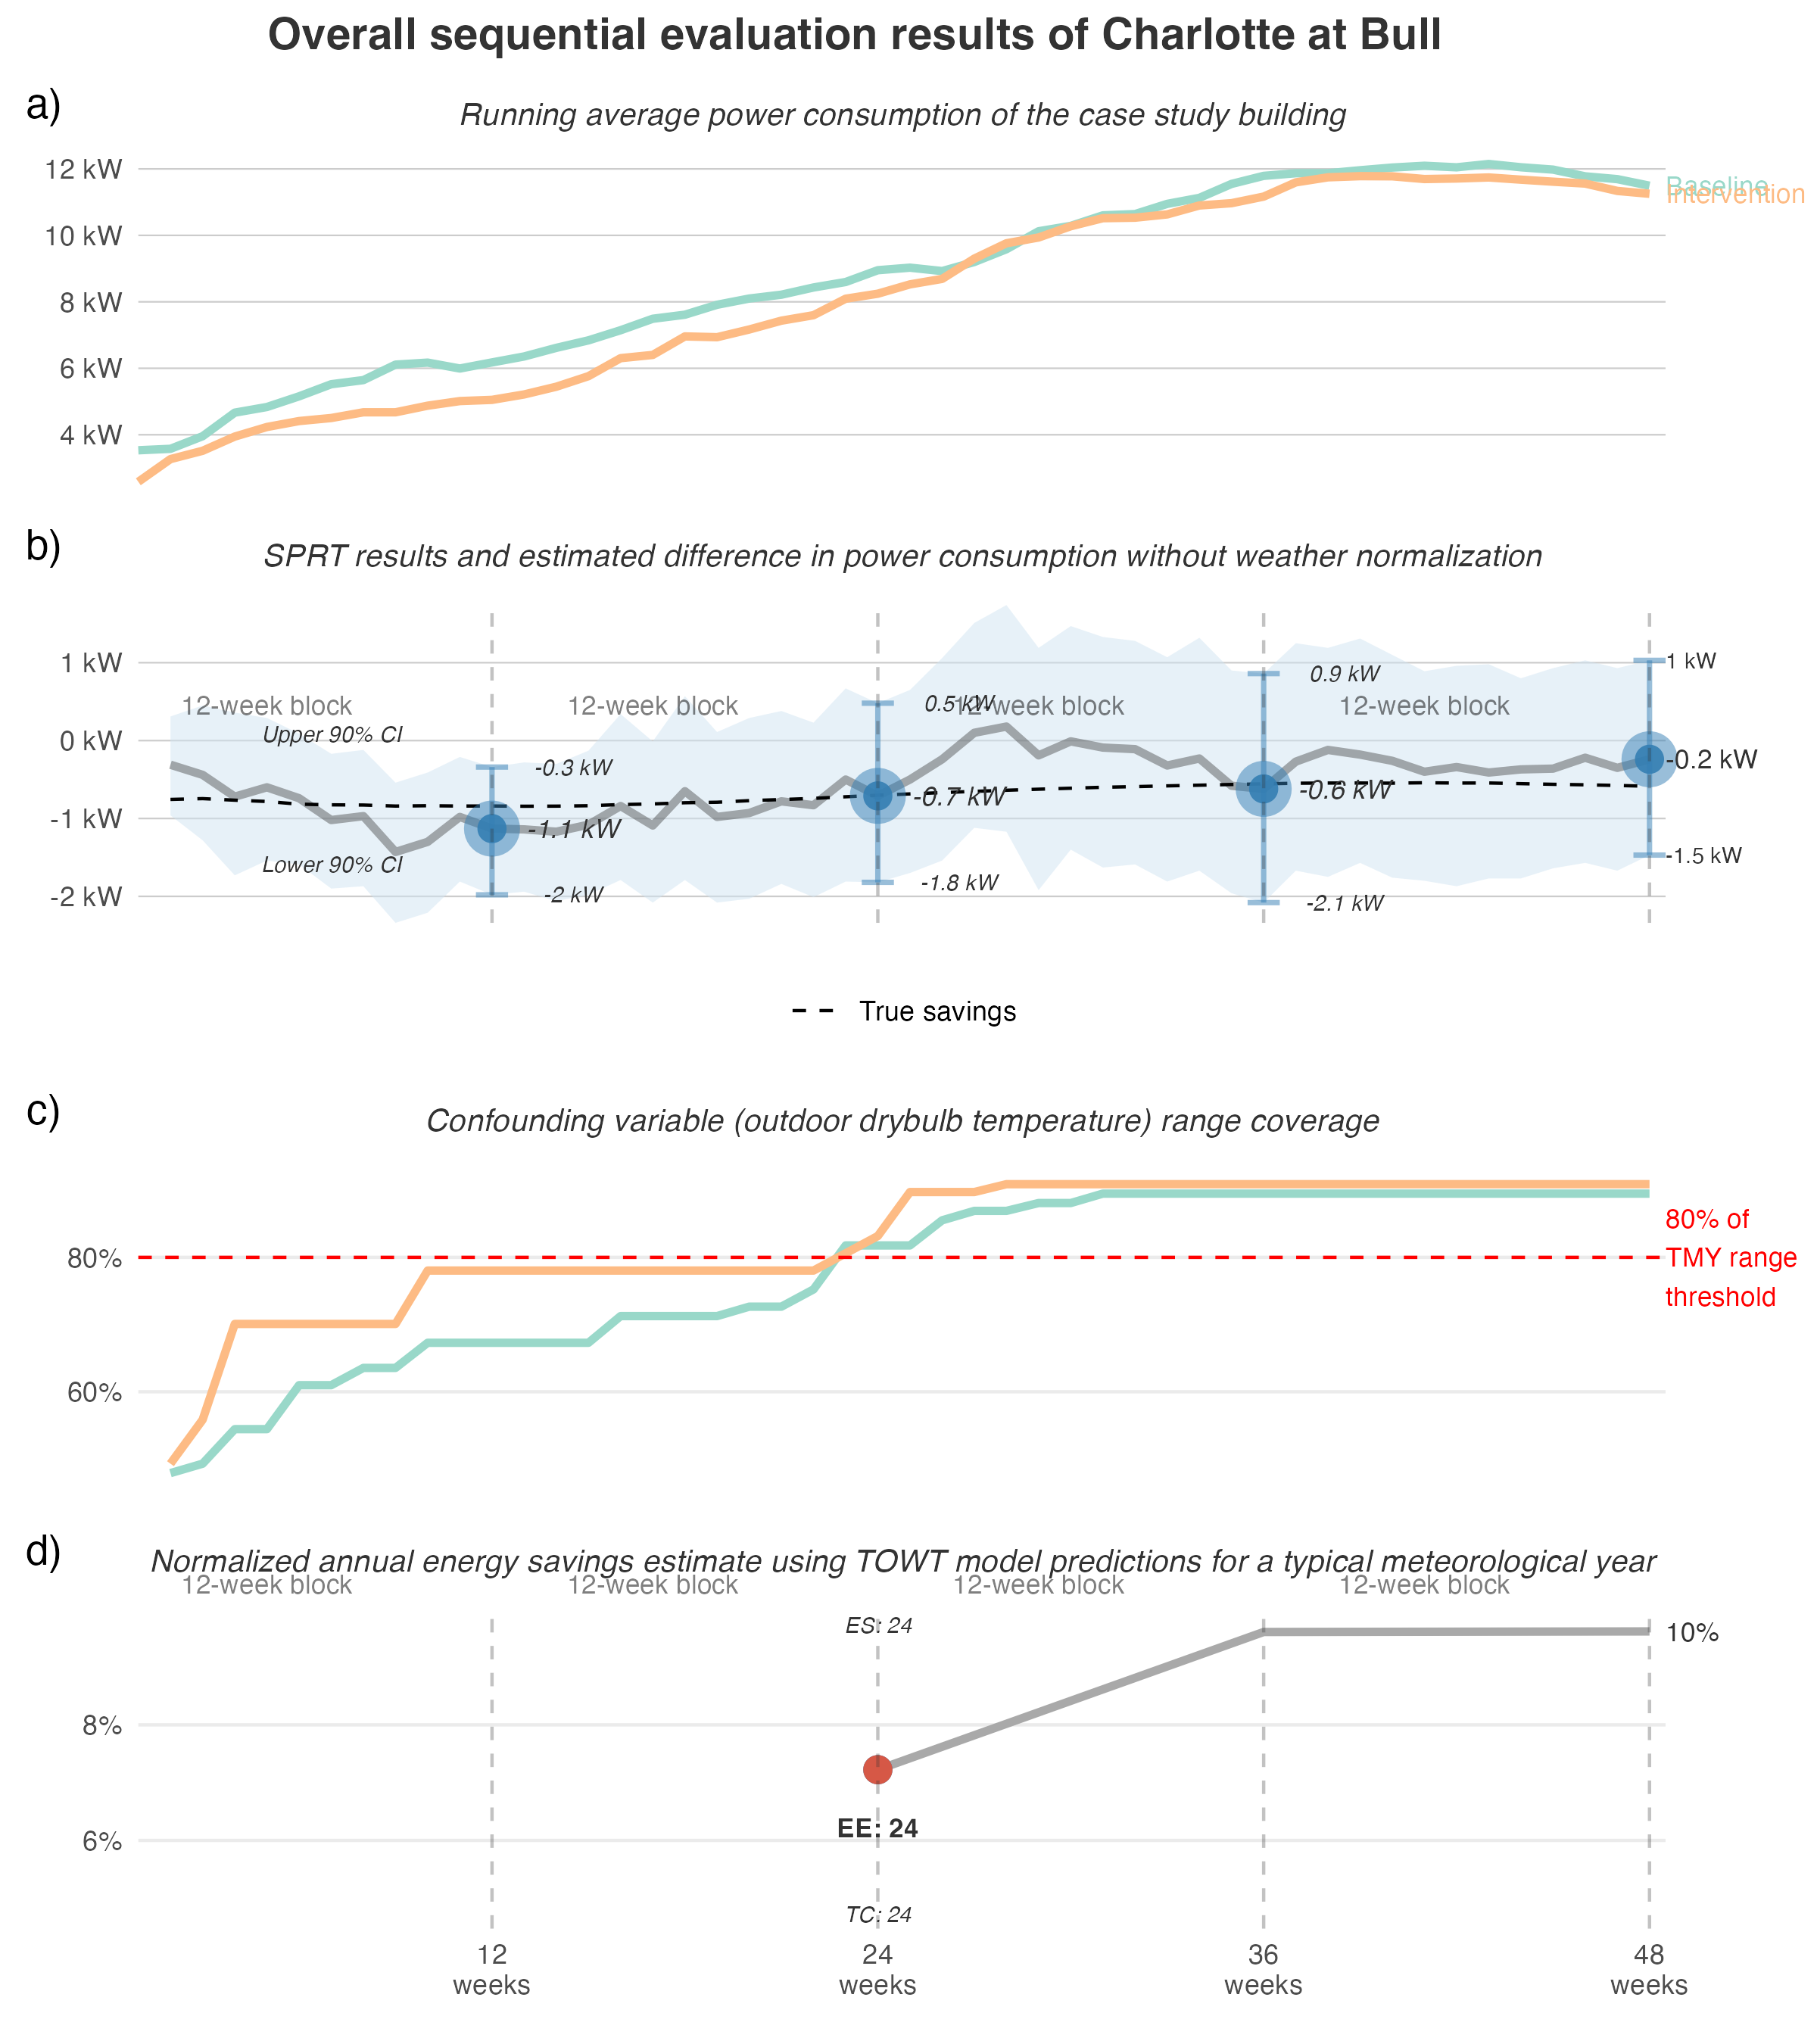 Overall sequential evaluation results of Charlotte at Bull
a)
Running average power consumption of the case study building
12 kW
10 kW
8 kW
6 kW
4 kW
Baseline
Intervention
b)
SPRT results and estimated difference in power consumption without weather normalization
1 kW
0 kW
-1 kW
-2 kW
12-week block
12-week block
12-week block
12-week block
Upper 90% CI
Lower 90% CI
-0.3 kW
-1.1 kW
-2 kW
0.5 kW
-0.7 kW
-1.8 kW
0.9 kW
-0.6 kW
-2.1 kW
1 kW
-0.2 kW
-1.5 kW
True savings
c)
Confounding variable (outdoor drybulb temperature) range coverage
80%
60%
80% of
TMY range
threshold
d)
Normalized annual energy savings estimate using TOWT model predictions for a typical meteorological year
12-week block
12-week block
12-week block
12-week block
ES: 24
10%
8%
EE: 24
6%
TC: 24
12
weeks
24
weeks
36
weeks
48
weeks